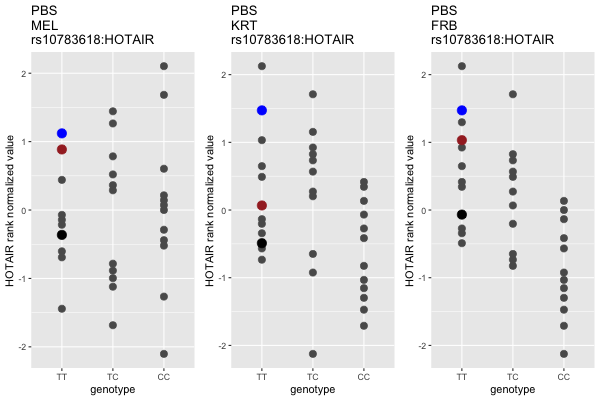 PBS
MEL
rs10783618:HOTAIR
HOTAIR rank normalized value
2
1
0
-1
-2
TT
TC
CC
genotype
PBS
KRT
rs10783618:HOTAIR
HOTAIR rank normalized value
2
1
0
-1
-2
TT
TC
CC
genotype
PBS
FRB
rs10783618:HOTAIR
HOTAIR rank normalized value
2
1
0
-1
-2
TT
TC
CC
genotype